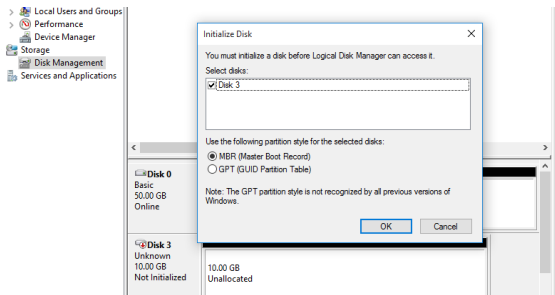 Local Users and Groups
Performance
Device Manager
Storage
Disk Management
Services and Applications
Initialize Disk
You must initialize a disk before Logical Disk Manager can access it.
Select disks:
Disk 3
Use the following partition style for the selected disks:
MBR (Master Boot Record)
GPT (GUID Partition Table)
Note: The GPT partition style is not recognized by all previous versions of
Windows.
OK
Cancel
Disk 0
Basic
50.00 GB
Online
Disk 3
Unknown
10.00 GB
Not Initialized
10.00 GB
Unallocated